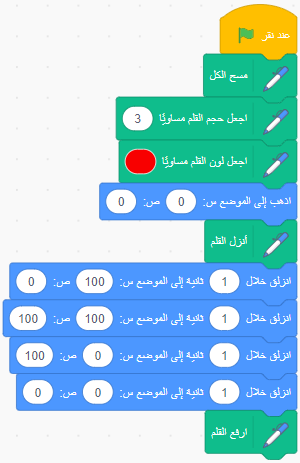 عند نقر
مسح الكل
اجعل حجم القلم مساويًا 3
اجعل لون القلم مساويًا
اذهب إلى الموضع س: 0 ص: 0
أنزل القلم
انزلق خلال 1 ثانية إلى الموضع س: 100 ص: 0
انزلق خلال 1 ثانية إلى الموضع س: 100 ص: 100
انزلق خلال 1 ثانية إلى الموضع س: 0 ص: 100
انزلق خلال 1 ثانية إلى الموضع س: 0 ص: 0
ارفع القلم